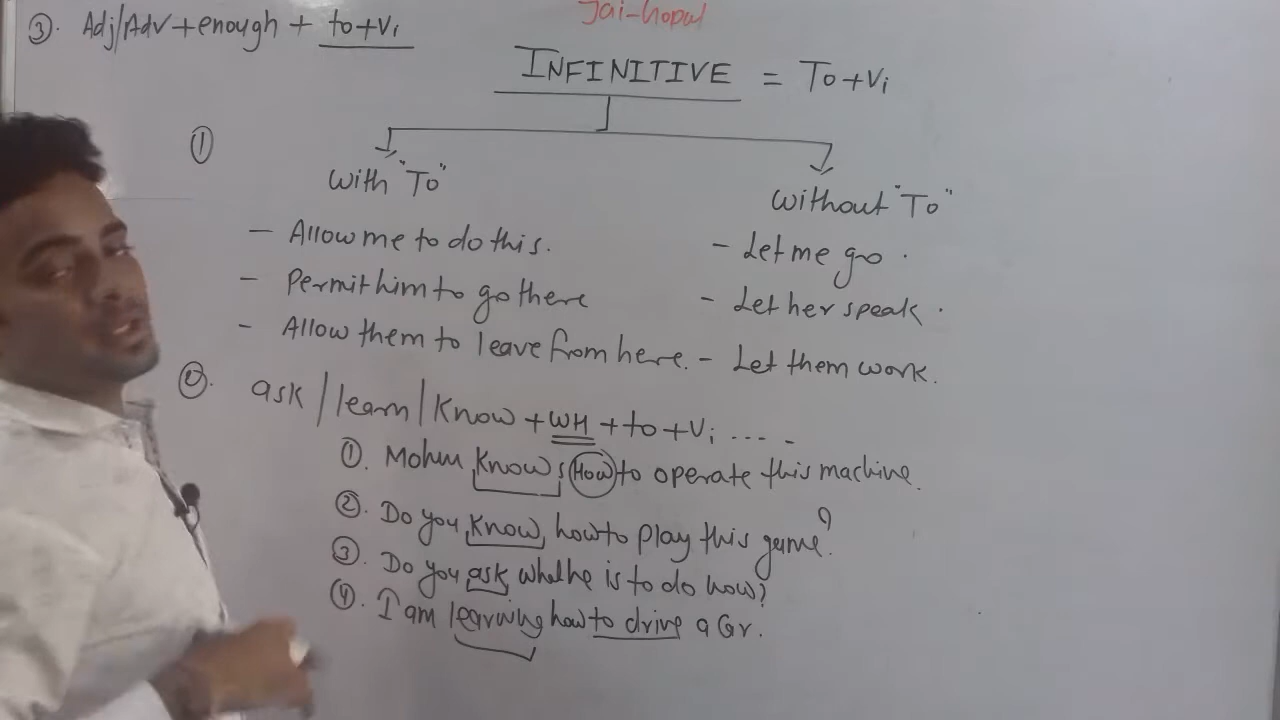 Jai-Gopal
③. Adj/Adv+enough + to+V₁
INFINITIVE = To+V₁
①
With "To"
Without "To"
- Allow me to do this.
- Let me go.
- Permit him to go there
- Let her speak.
- Allow them to leave from here.
- Let them work.
②. ask/learn/know + WH + to + V₁ .... -
①. Mohan knows How to operate this machine.
②. Do you know how to play this game?
③. Do you ask what he is to do now?
④. I am learning how to drive a Car.